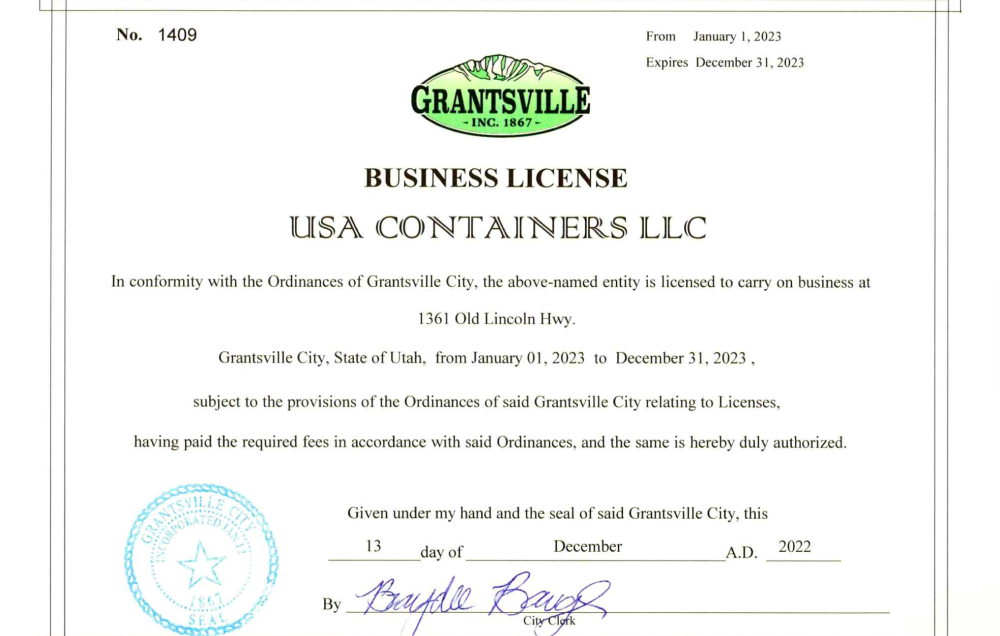 No. 1409
From January 1, 2023
Expires December 31, 2023
GRANTSVILLE
- INC. 1867 -
BUSINESS LICENSE
USA CONTAINERS LLC
In conformity with the Ordinances of Grantsville City, the above-named entity is licensed to carry on business at
1361 Old Lincoln Hwy.
Grantsville City, State of Utah, from January 01, 2023 to December 31, 2023 ,
subject to the provisions of the Ordinances of said Grantsville City relating to Licenses,
having paid the required fees in accordance with said Ordinances, and the same is hereby duly authorized.
GRANTSVILLE CITY
INCORPORATED JAN 12
1867
SEAL
Given under my hand and the seal of said Grantsville City, this
13 day of December A.D. 2022
By Braydee Baugh
City Clerk